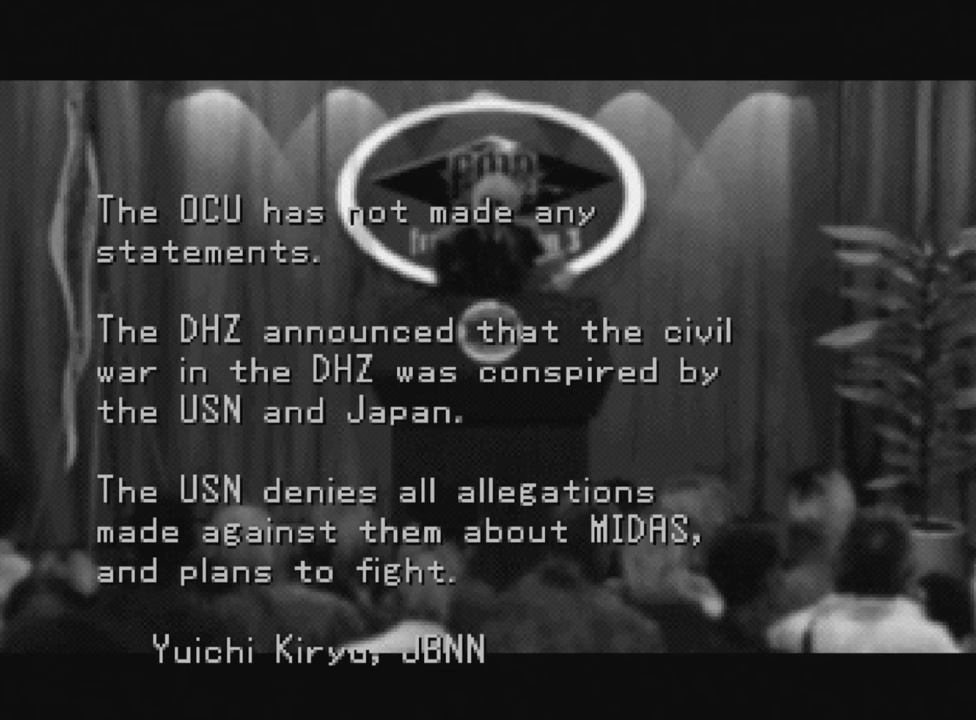 The OCU has not made any
statements.
The DHZ announced that the civil
war in the DHZ was conspired by
the USN and Japan.
The USN denies all allegations
made against them about MIDAS,
and plans to fight.
Yuichi Kiryu, JBNN